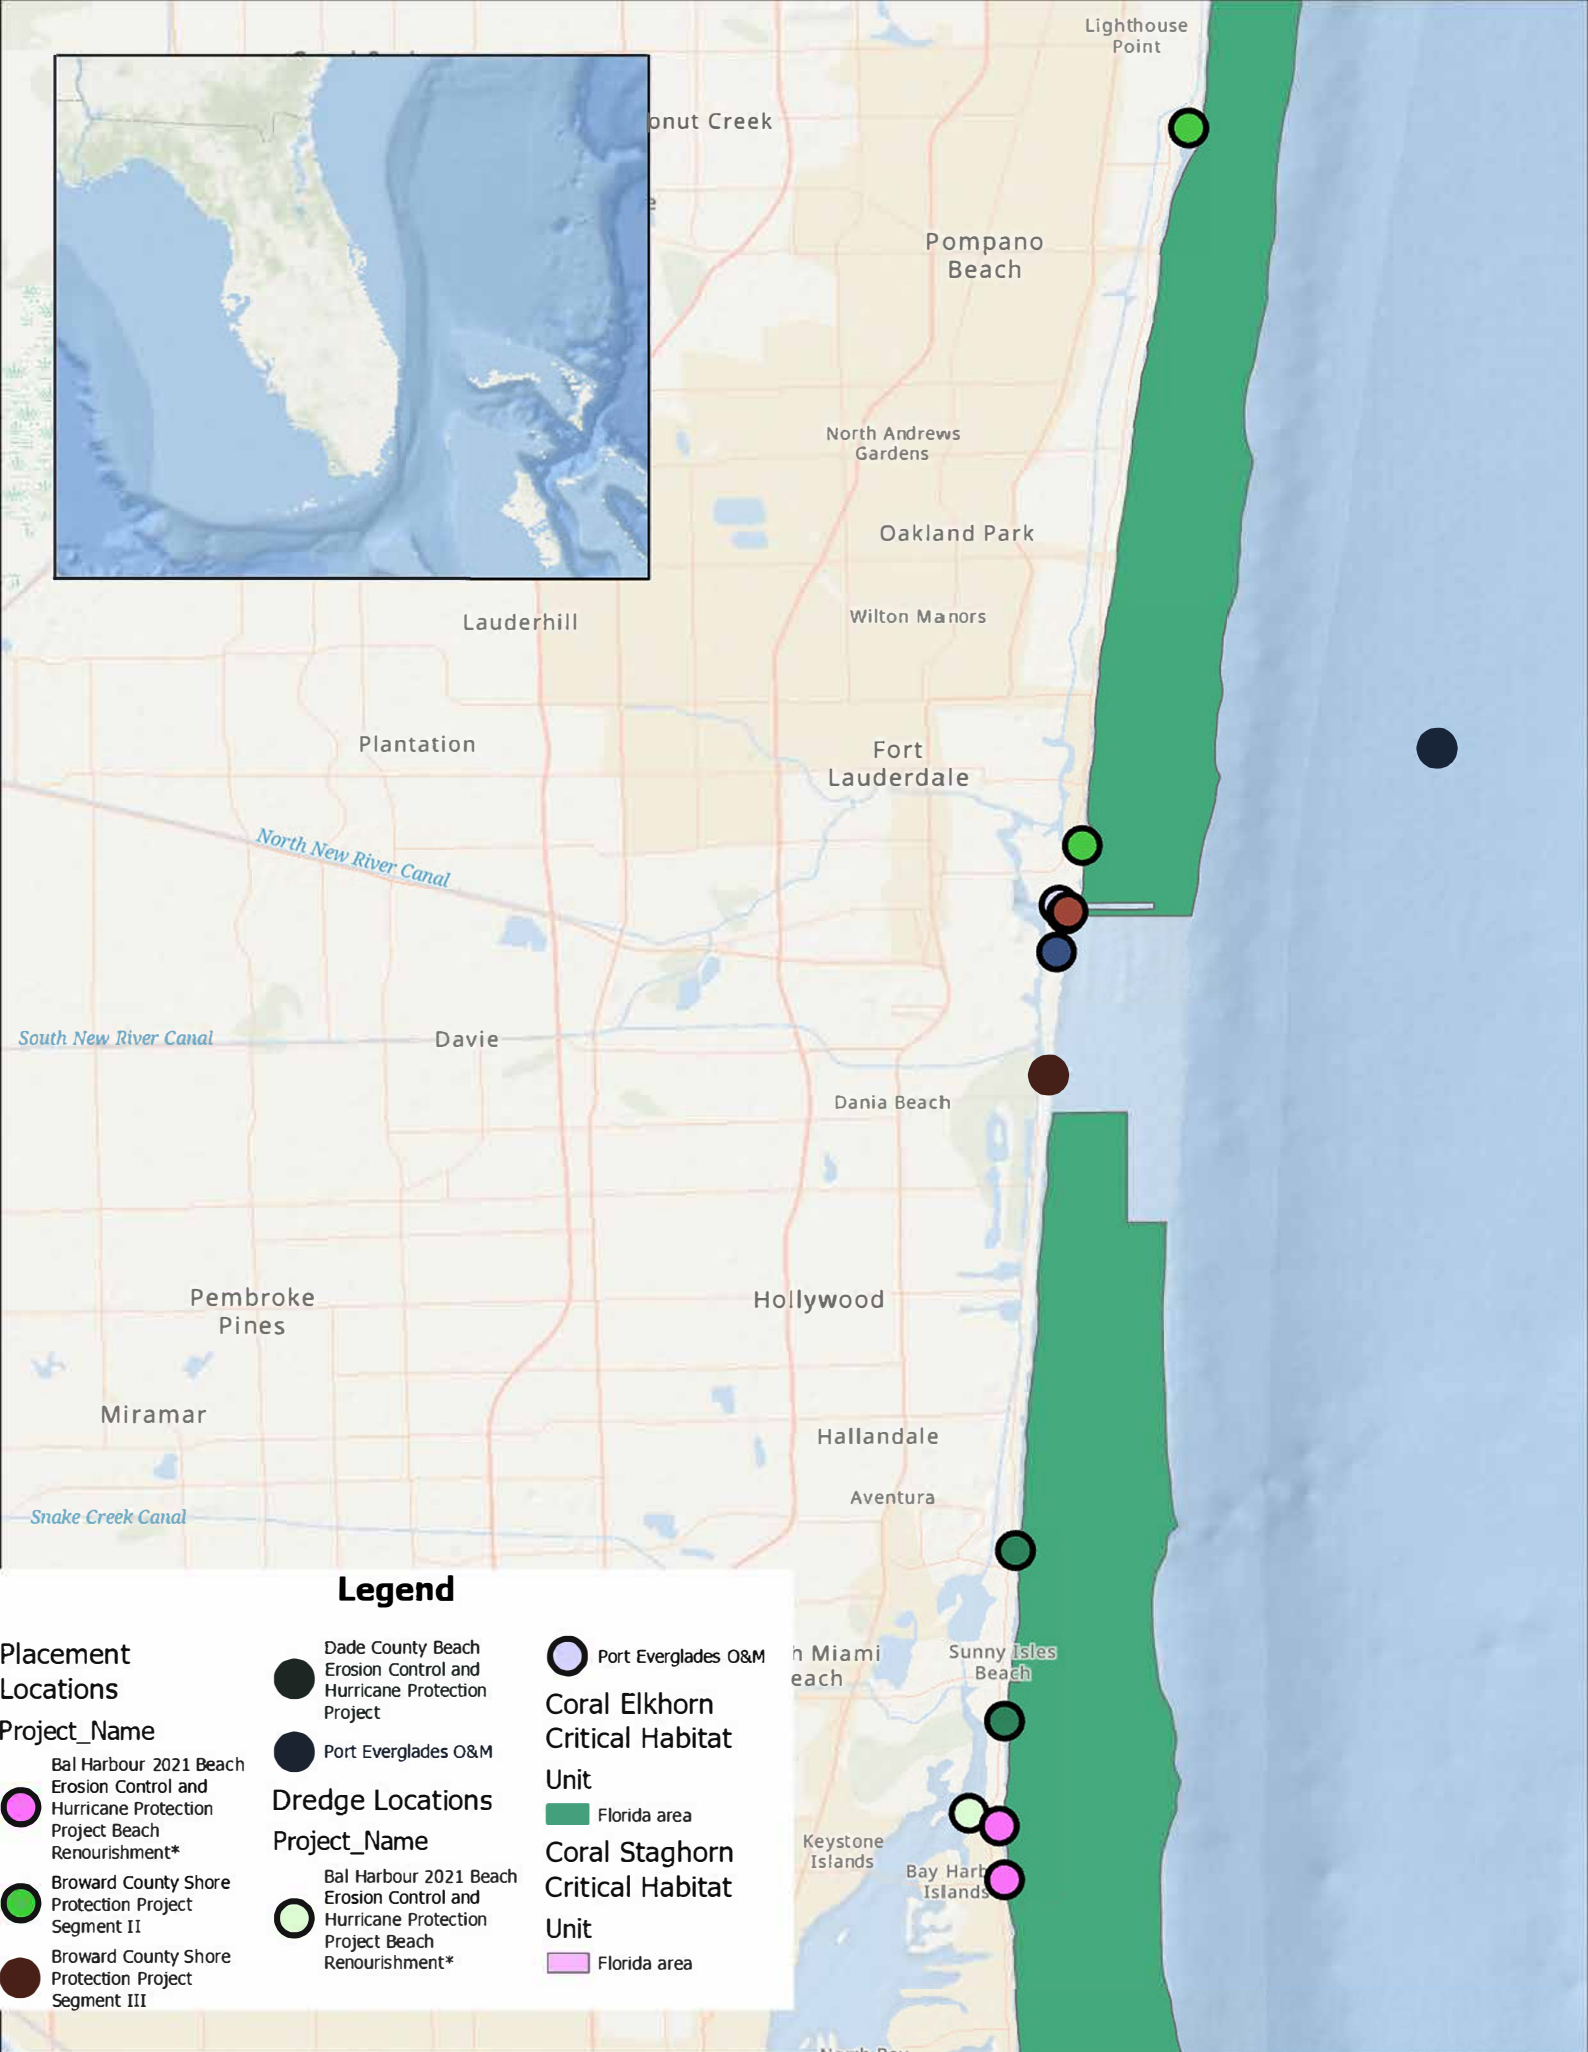 Lighthouse
Point
onut Creek
Pompano
Beach
North Andrews
Gardens
Oakland Park
Wilton Manors
Lauderhill
Plantation
Fort
Lauderdale
North New River Canal
South New River Canal
Davie
Dania Beach
Pembroke
Pines
Hollywood
Miramar
Hallandale
Aventura
Snake Creek Canal
h Miami
each
Sunny Isles
Beach
Keystone
Islands
Bay Harb
Islands
Legend
Placement
Locations
Project_Name
Bal Harbour 2021 Beach
Erosion Control and
Hurricane Protection
Project Beach
Renourishment*
Broward County Shore
Protection Project
Segment II
Broward County Shore
Protection Project
Segment III
Dade County Beach
Erosion Control and
Hurricane Protection
Project
Port Everglades O&M
Dredge Locations
Project_Name
Bal Harbour 2021 Beach
Erosion Control and
Hurricane Protection
Project Beach
Renourishment*
Port Everglades O&M
Coral Elkhorn
Critical Habitat
Unit
Florida area
Coral Staghorn
Critical Habitat
Unit
Florida area